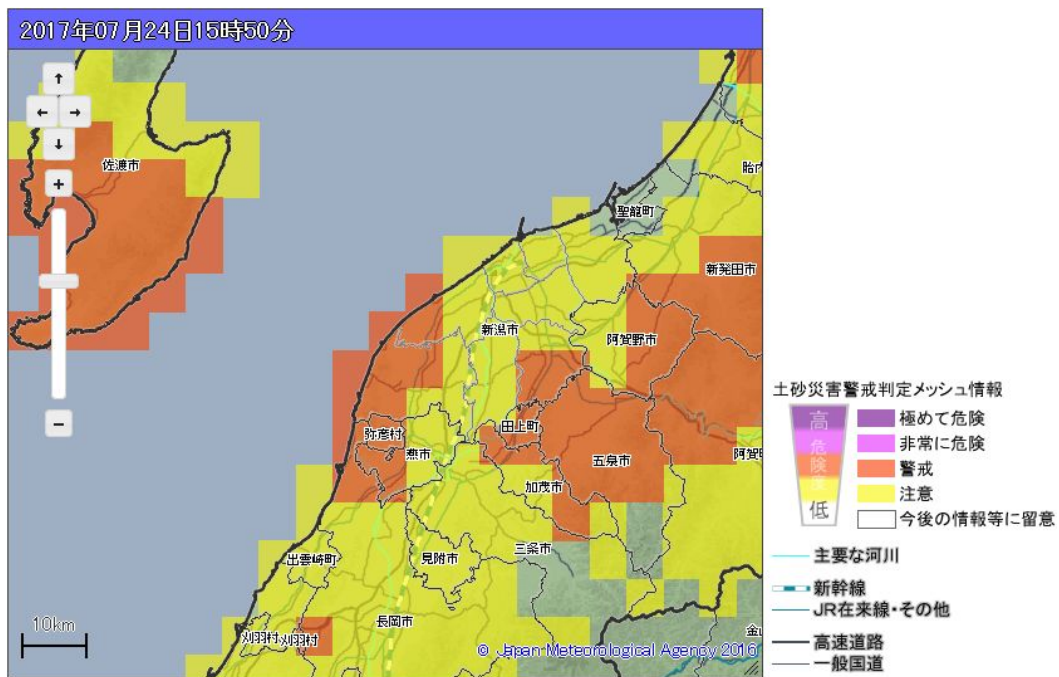 2017年07月24日15時50分
佐渡市
胎内
聖籠町
新発田市
新潟市
阿賀野市
弥彦村
田上町
燕市
五泉市
阿賀町
加茂市
三条市
出雲崎町
見附市
長岡市
刈羽村
刈羽村
金山
10km
© Japan Meteorological Agency 2016
土砂災害警戒判定メッシュ情報
高
危険度
低
極めて危険
非常に危険
警戒
注意
今後の情報等に留意
主要な河川
新幹線
JR在来線・その他
高速道路
一般国道